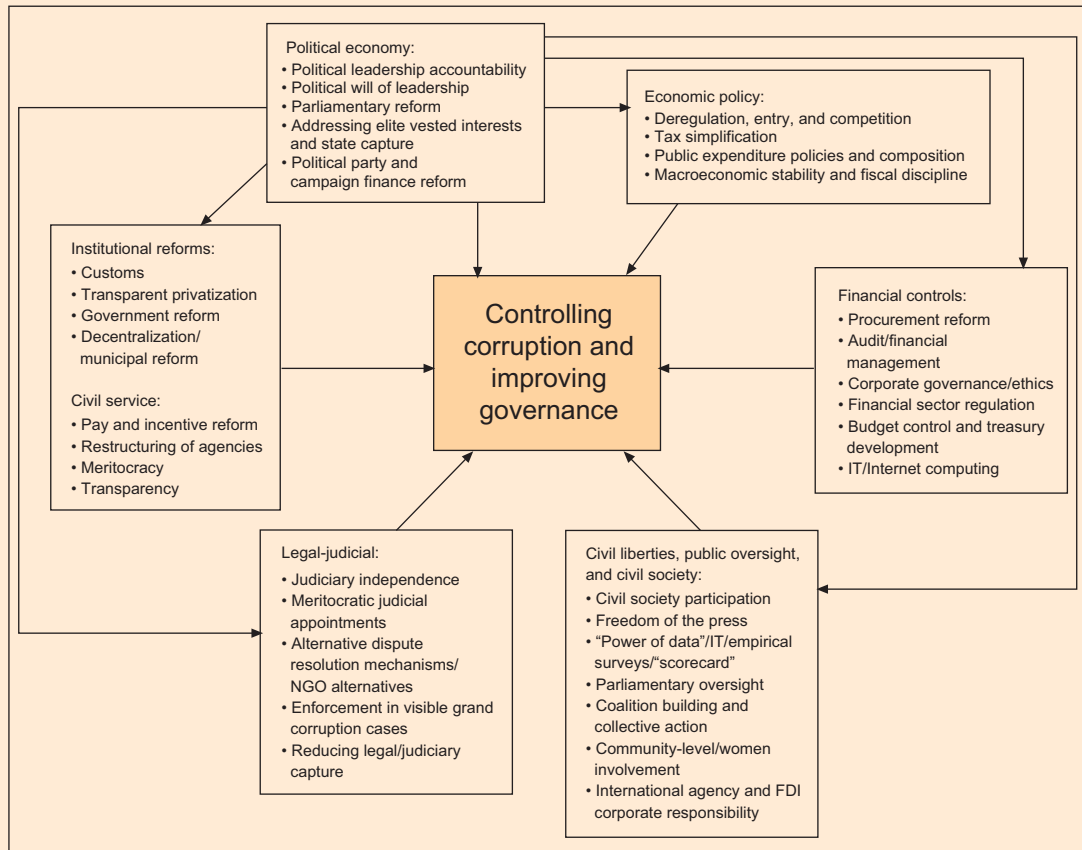 Political economy:
• Political leadership accountability
• Political will of leadership
• Parliamentary reform
• Addressing elite vested interests
and state capture
• Political party and
campaign finance reform
Economic policy:
• Deregulation, entry, and competition
• Tax simplification
• Public expenditure policies and composition
• Macroeconomic stability and fiscal discipline
Institutional reforms:
• Customs
• Transparent privatization
• Government reform
• Decentralization/
municipal reform
Civil service:
• Pay and incentive reform
• Restructuring of agencies
• Meritocracy
• Transparency
Controlling
corruption and
improving
governance
Financial controls:
• Procurement reform
• Audit/financial
management
• Corporate governance/ethics
• Financial sector regulation
• Budget control and treasury
development
• IT/Internet computing
Legal-judicial:
• Judiciary independence
• Meritocratic judicial
appointments
• Alternative dispute
resolution mechanisms/
NGO alternatives
• Enforcement in visible grand
corruption cases
• Reducing legal/judiciary
capture
Civil liberties, public oversight,
and civil society:
• Civil society participation
• Freedom of the press
• “Power of data”/IT/empirical
surveys/“scorecard”
• Parliamentary oversight
• Coalition building and
collective action
• Community-level/women
involvement
• International agency and FDI
corporate responsibility